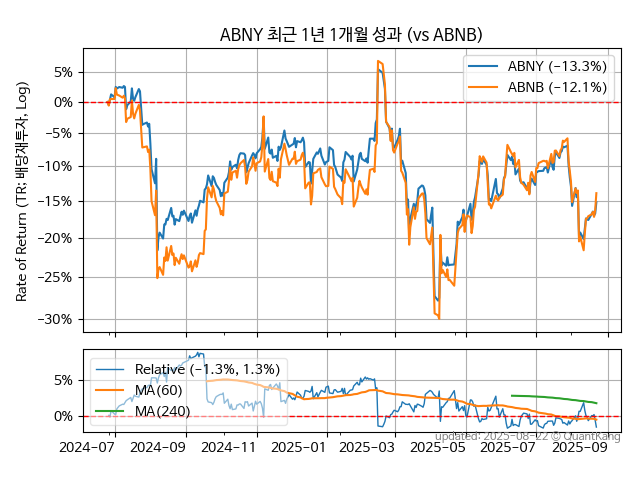 ABNY 최근 1년 1개월 성과 (vs ABNB)
Rate of Return (TR: 배당재투자, Log)
5%
0%
−5%
−10%
−15%
−20%
−25%
−30%
ABNY (−13.3%)
ABNB (−12.1%)
5%
0%
Relative (−1.3%, 1.3%)
MA(60)
MA(240)
2024-07
2024-09
2024-11
2025-01
2025-03
2025-05
2025-07
2025-09
updated: 2025-08-22 © QuantKang